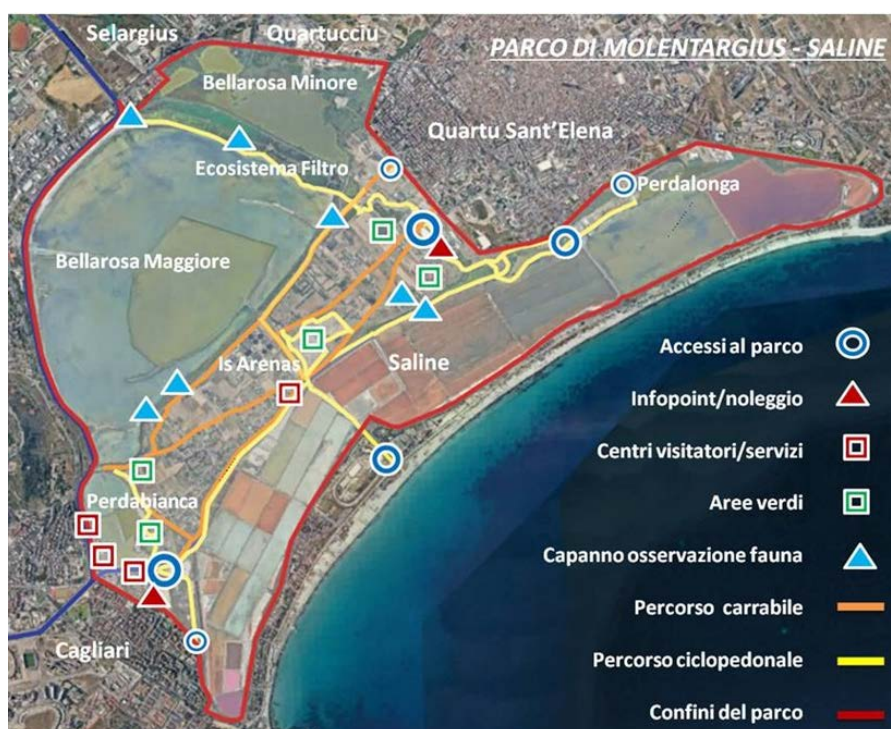 PARCO DI MOLENTARGIUS - SALINE
Selargius
Quartucciu
Bellarosa Minore
Quartu Sant'Elena
Ecosistema Filtro
Perdalonga
Bellarosa Maggiore
Is Arenas
Saline
Perdabianca
Cagliari
Accessi al parco
Infopoint/noleggio
Centri visitatori/servizi
Aree verdi
Capanno osservazione fauna
Percorso carrabile
Percorso ciclopedonale
Confini del parco